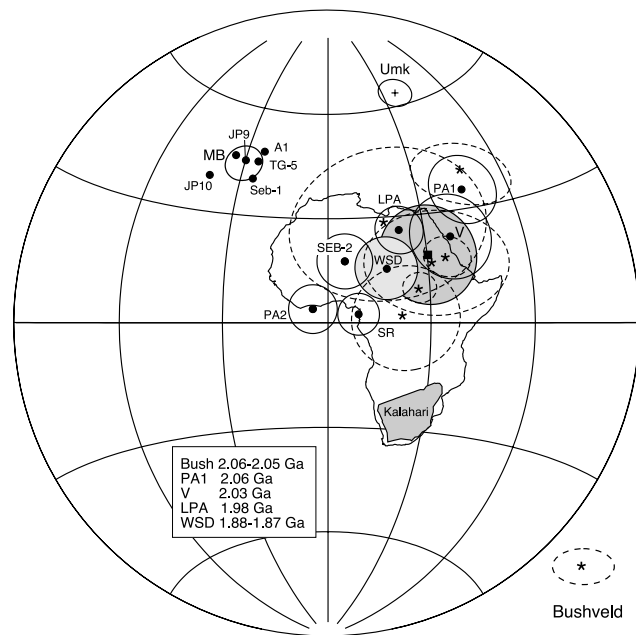 Umk
JP9
A1
MB
TG-5
JP10
Seb-1
LPA
PA1
V
SEB-2
WSD
PA2
SR
Kalahari
Bush 2.06-2.05 Ga
PA1 2.06 Ga
V 2.03 Ga
LPA 1.98 Ga
WSD 1.88-1.87 Ga
Bushveld